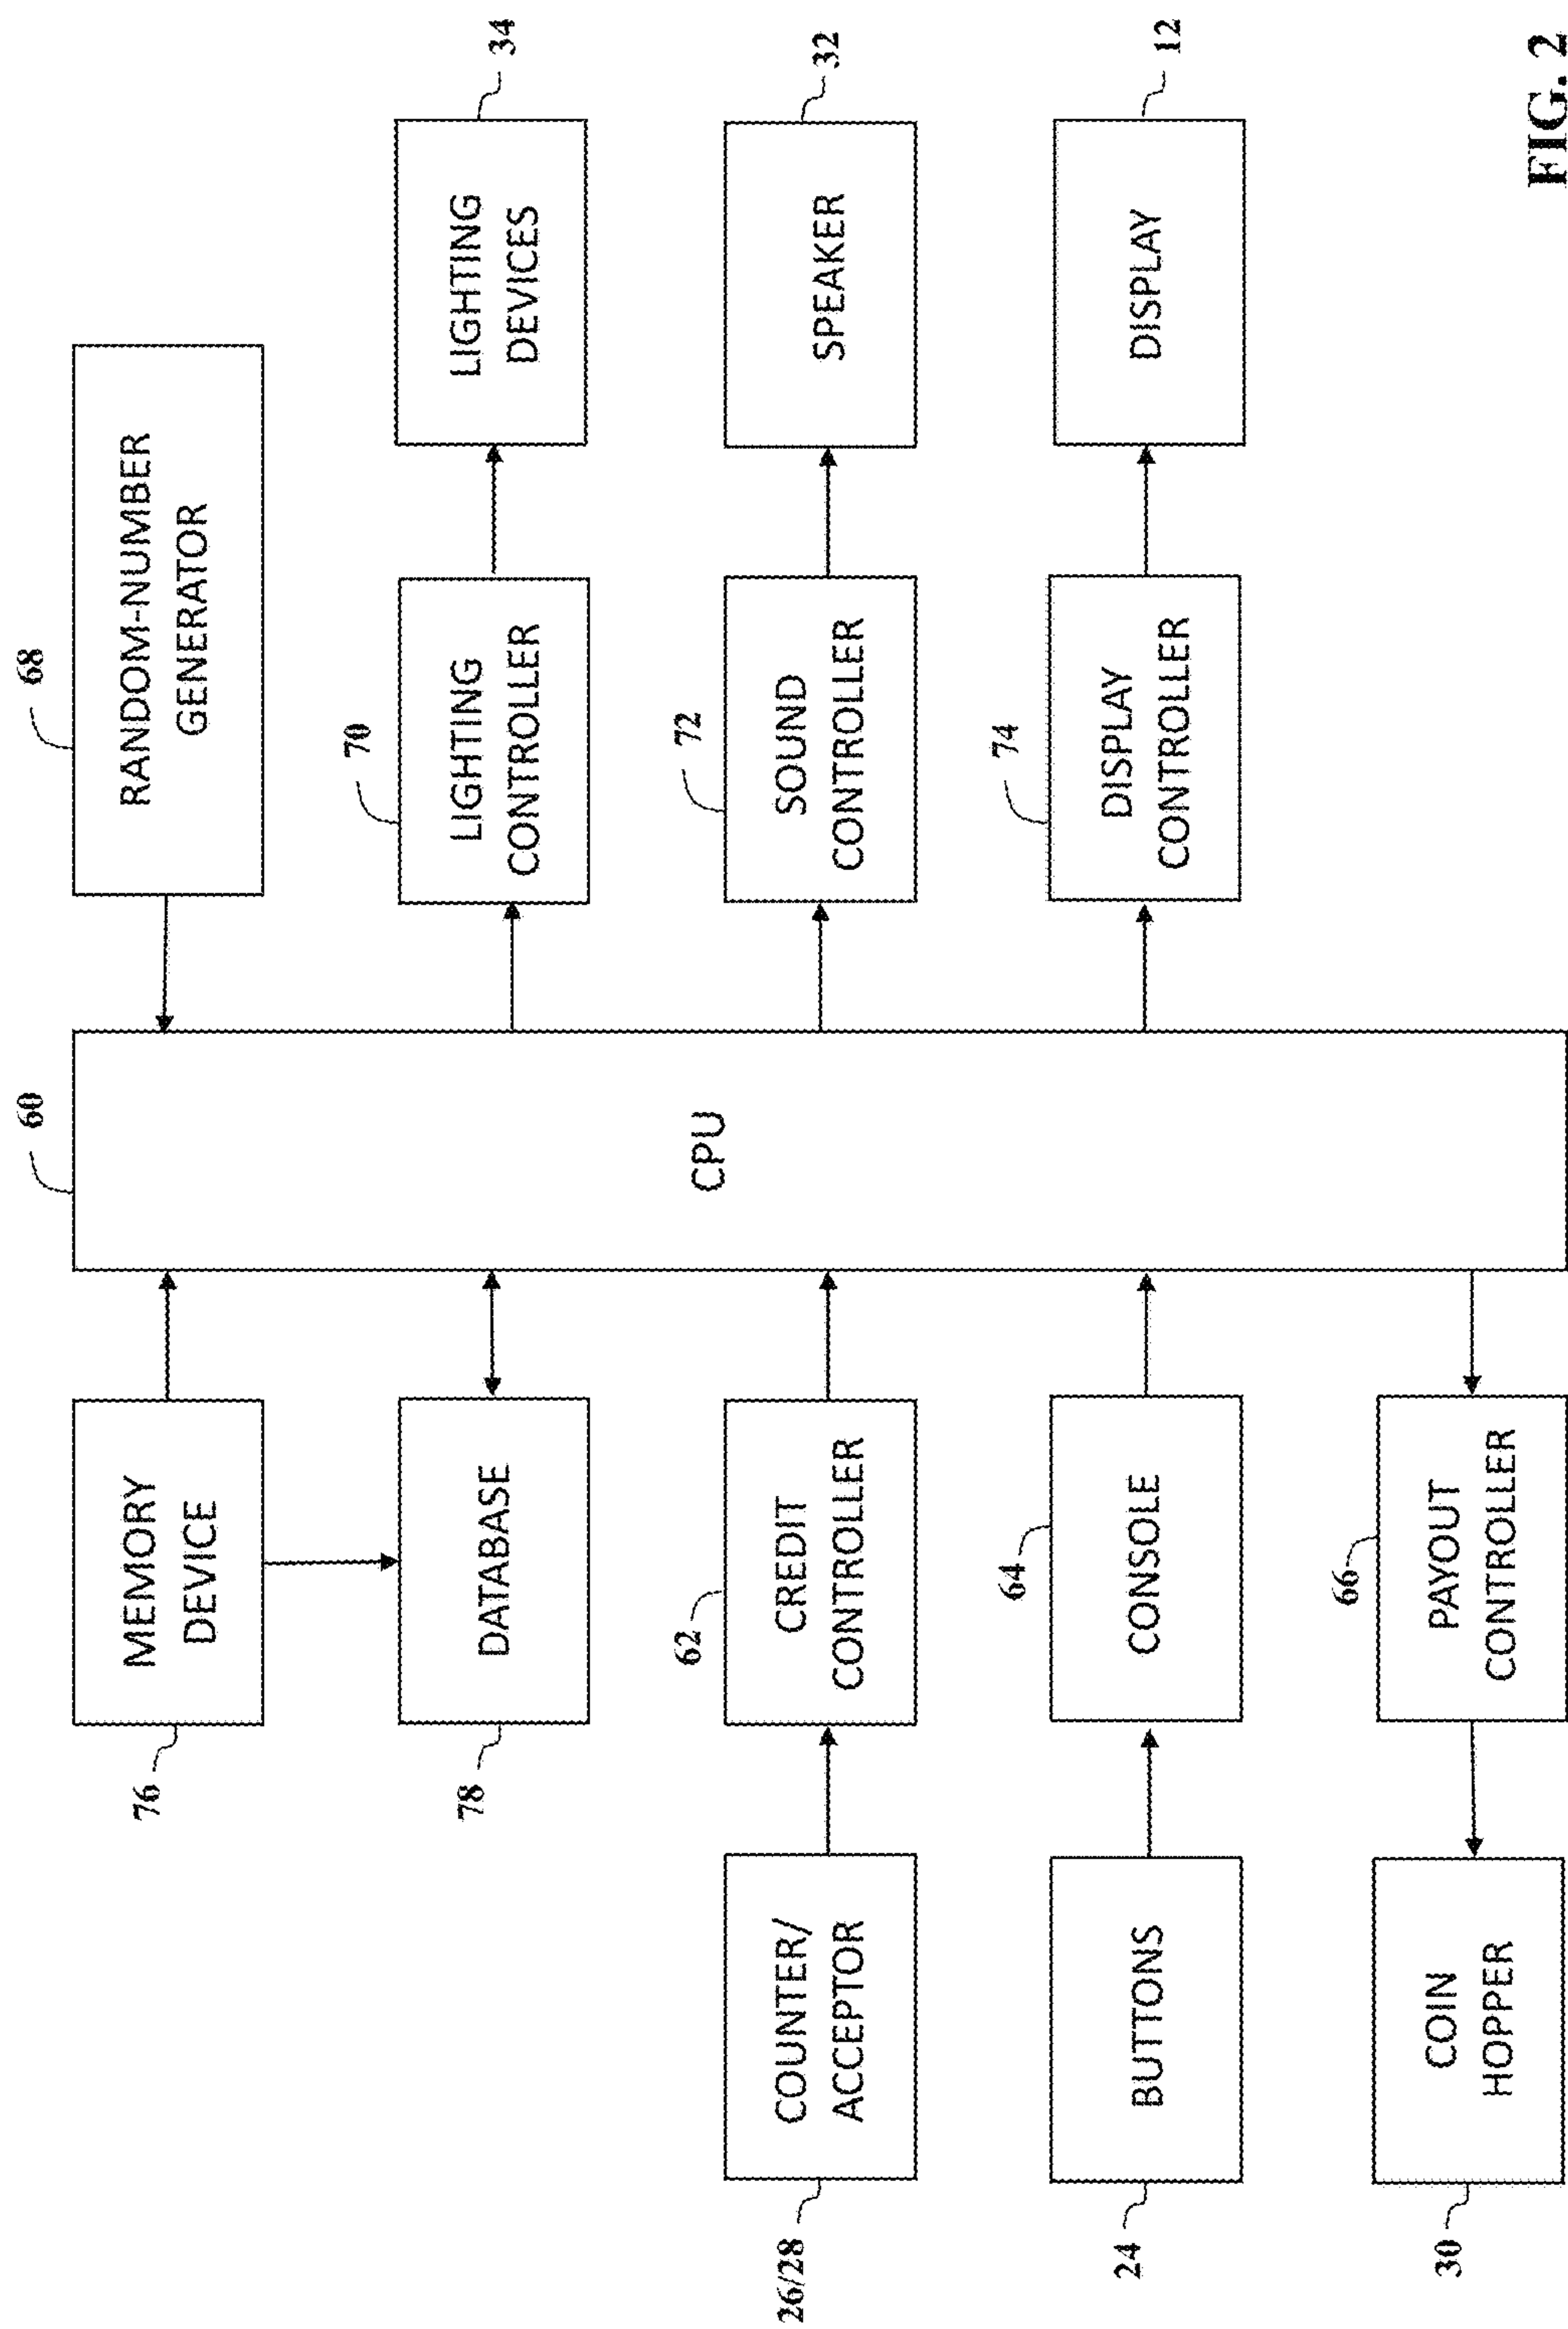 76
MEMORY
DEVICE
60
68
RANDOM-NUMBER
GENERATOR
78
DATABASE
70
LIGHTING
CONTROLLER
LIGHTING
DEVICES
34
26/28
COUNTER/
ACCEPTOR
62
CREDIT
CONTROLLER
CPU
72
SOUND
CONTROLLER
SPEAKER
32
24
BUTTONS
64
CONSOLE
74
DISPLAY
CONTROLLER
DISPLAY
12
30
COIN
HOPPER
66
PAYOUT
CONTROLLER
FIG. 2